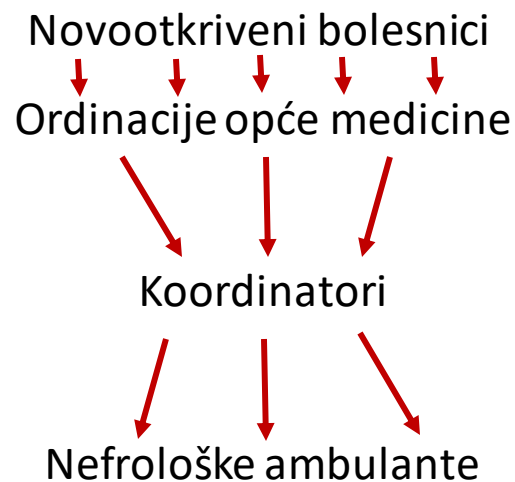 Novootkriveni bolesnici
Ordinacije opće medicine
Koordinatori
Nefrološke ambulante